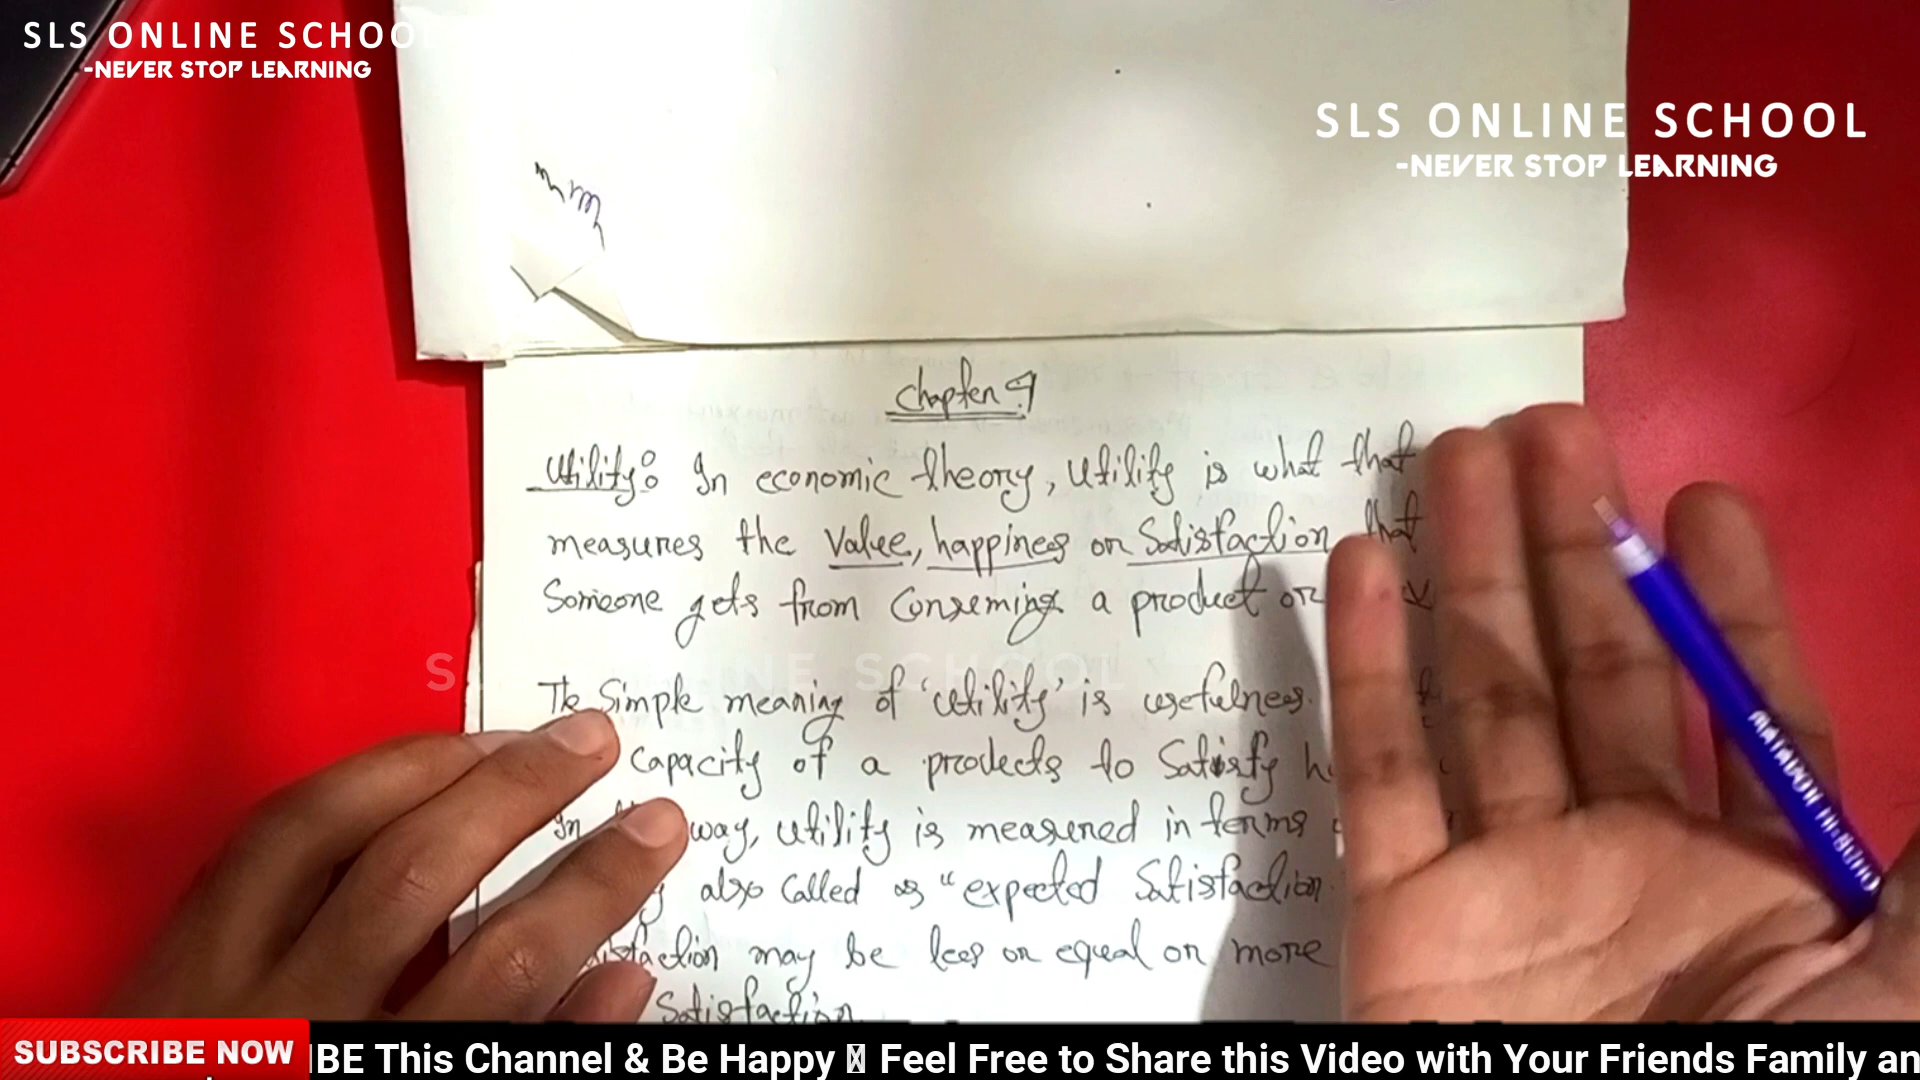 SLS ONLINE SCHOOL
-NEVER STOP LEARNING
SLS ONLINE SCHOOL
-NEVER STOP LEARNING
Chapter
Utility: In economic theory, Utility is what that
measures the Value, happiness or Satisfaction that
Someone gets from Consuming a product or
The Simple meaning of 'utility' is usefulness.
Capacity of a products to Satisfy
In way, utility is measured in terms
also Called as "expected Satisfaction
may be less or equal or more
Satisfaction.
SUBSCRIBE NOW
This Channel & Be Happy Feel Free to Share this Video with Your Friends Family